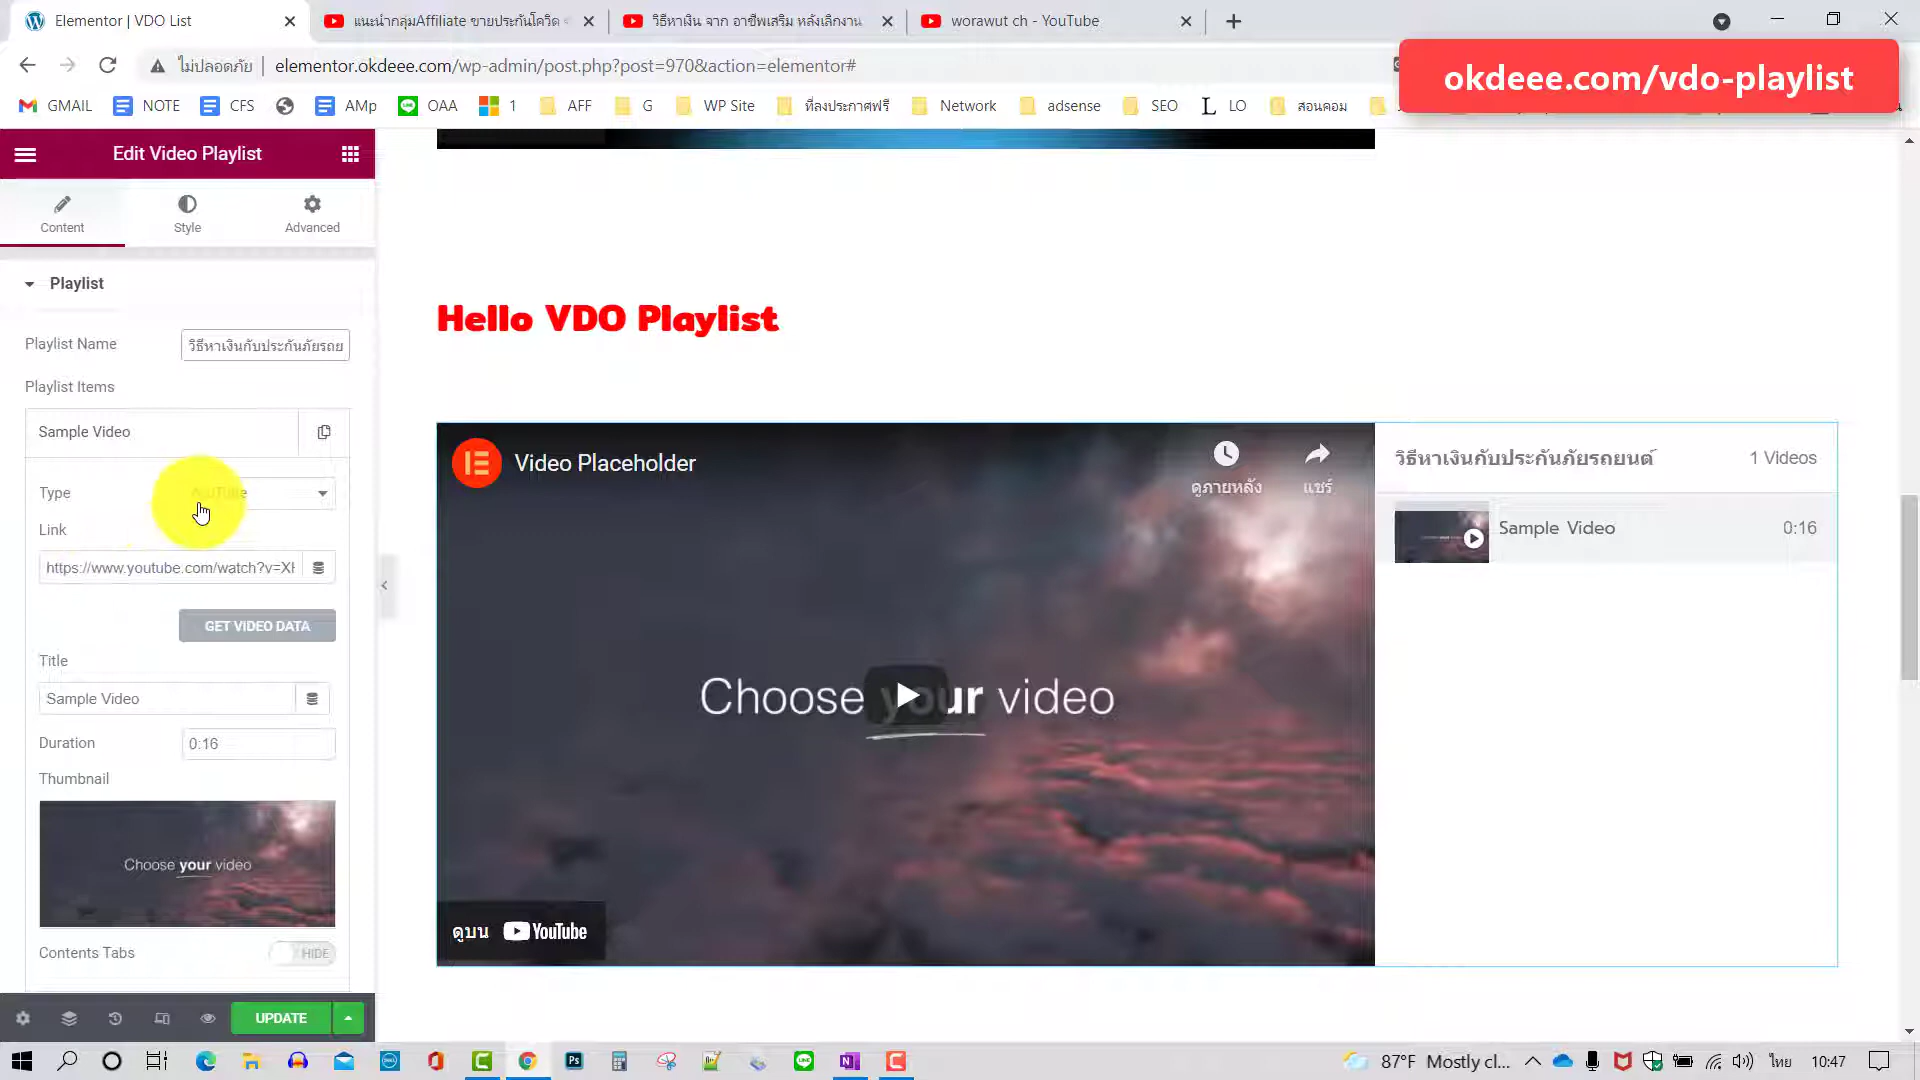 Elementor | VDO List
แนะนำกลุ่มAffiliate ขายประกันโควิด
วิธีหาเงิน จาก อาชีพเสริม หลังเลิกงาน
worawut ch - YouTube
ไม่ปลอดภัย
elementor.okdeee.com/wp-admin/post.php?post=970&action=elementor#
okdeee.com/vdo-playlist
GMAIL
NOTE
CFS
AMp
OAA
1
AFF
G
WP Site
ที่ลงประกาศฟรี
Network
adsense
SEO
LO
สอนคอม
Edit Video Playlist
Content
Style
Advanced
Playlist
Playlist Name
วิธีหาเงินกับประกันภัยรถย
Playlist Items
Sample Video
Type
YouTube
Link
https://www.youtube.com/watch?v=XH
GET VIDEO DATA
Title
Sample Video
Duration
0:16
Thumbnail
Choose your video
Contents Tabs
HIDE
UPDATE
Hello VDO Playlist
Video Placeholder
ดูภายหลัง
แชร์
Choose your video
ดูบน YouTube
วิธีหาเงินกับประกันภัยรถยนต์
1 Videos
Sample Video
0:16
87°F Mostly cl...
ไทย
10:47